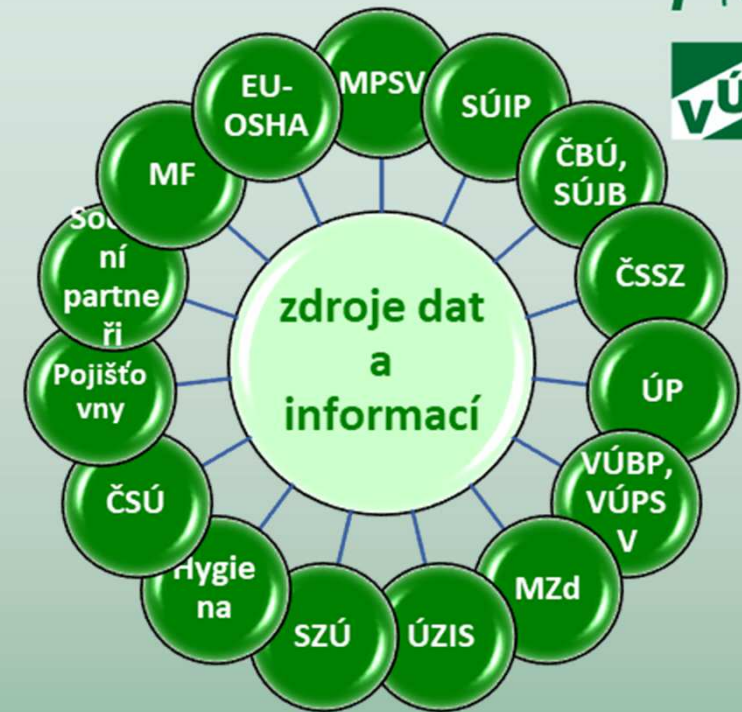 MPSV
SÚIP
ČBÚ,
SÚJB
ČSSZ
ÚP
VÚBP,
VÚPS
V
MZd
ÚZIS
SZÚ
Hygie
na
ČSÚ
Pojišťo
vny
ní
partne
ři
MF
EU-
OSHA
zdroje dat
a
informací
VÚ